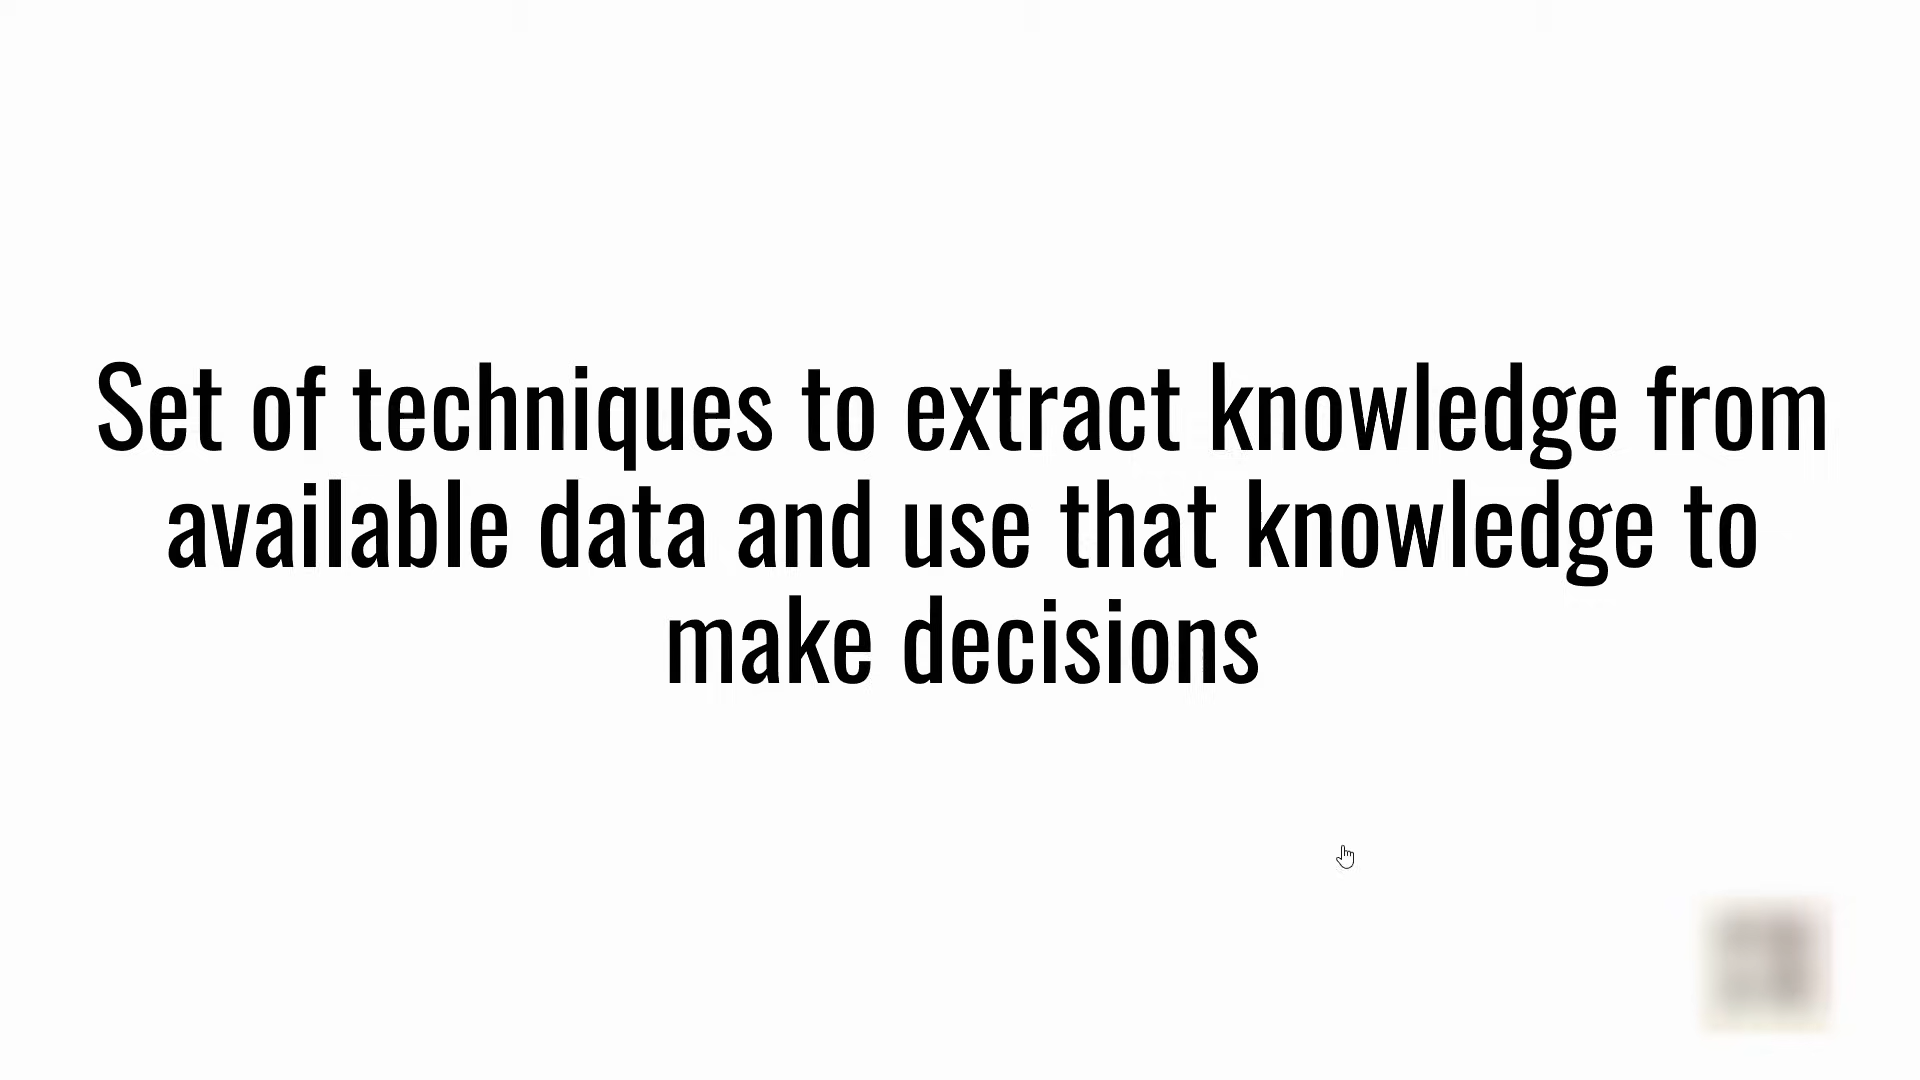 Set of techniques to extract knowledge from
available data and use that knowledge to
make decisions